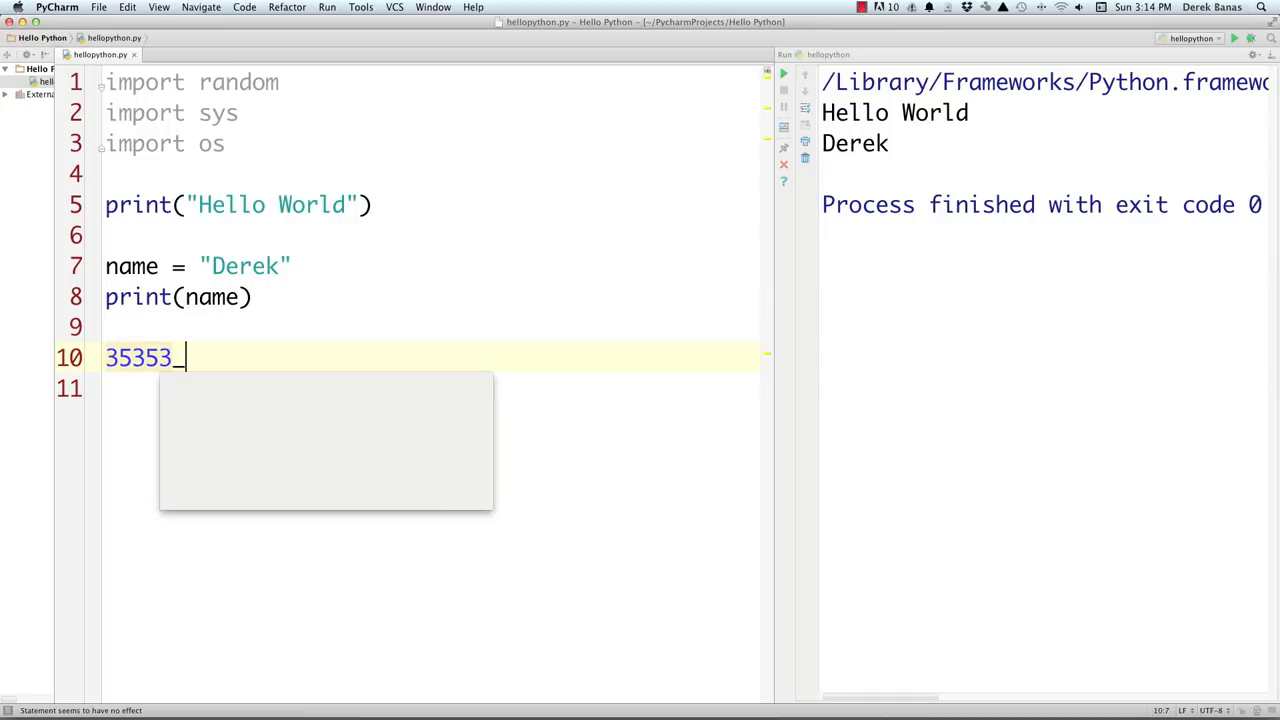 PyCharm File Edit View Navigate Code Refactor Run Tools VCS Window Help 10 Sun 3:14 PM Derek Banas
hellopython.py – Hello Python – [~/PycharmProjects/Hello Python]
Hello Python hellopython.py hellopython
hellopython.py Run hellopython
Hello P
hell
Extern
1 import random
2 import sys
3 import os
4
5 print("Hello World")
6
7 name = "Derek"
8 print(name)
9
10 35353_
11
/Library/Frameworks/Python.framewo
Hello World
Derek
Process finished with exit code 0
Statement seems to have no effect 10:7 LF UTF-8